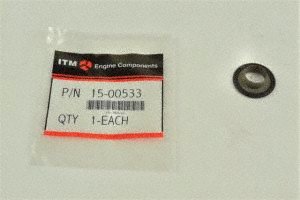 ITM Engine Components
P/N 15-00533
QTY 1-EACH